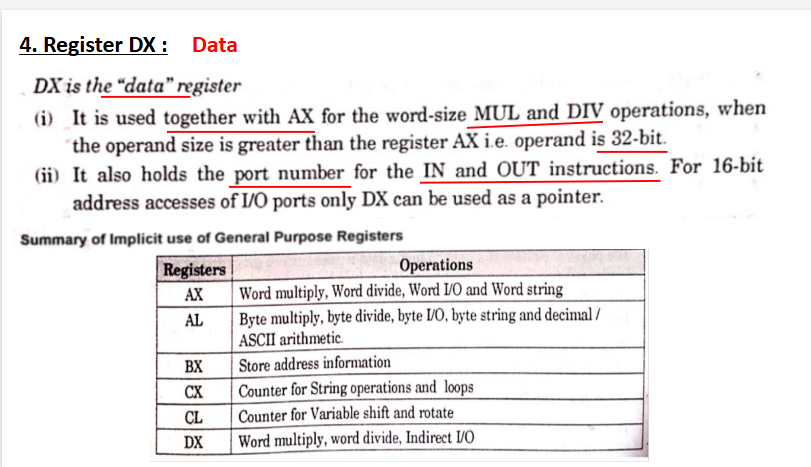 4. Register DX : Data
DX is the “data” register
(i) It is used together with AX for the word-size MUL and DIV operations, when
the operand size is greater than the register AX i.e. operand is 32-bit.
(ii) It also holds the port number for the IN and OUT instructions. For 16-bit
address accesses of I/O ports only DX can be used as a pointer.
Summary of Implicit use of General Purpose Registers
Registers Operations
AX Word multiply, Word divide, Word I/O and Word string
AL Byte multiply, byte divide, byte I/O, byte string and decimal /
ASCII arithmetic.
BX Store address information
CX Counter for String operations and loops
CL Counter for Variable shift and rotate
DX Word multiply, word divide, Indirect I/O